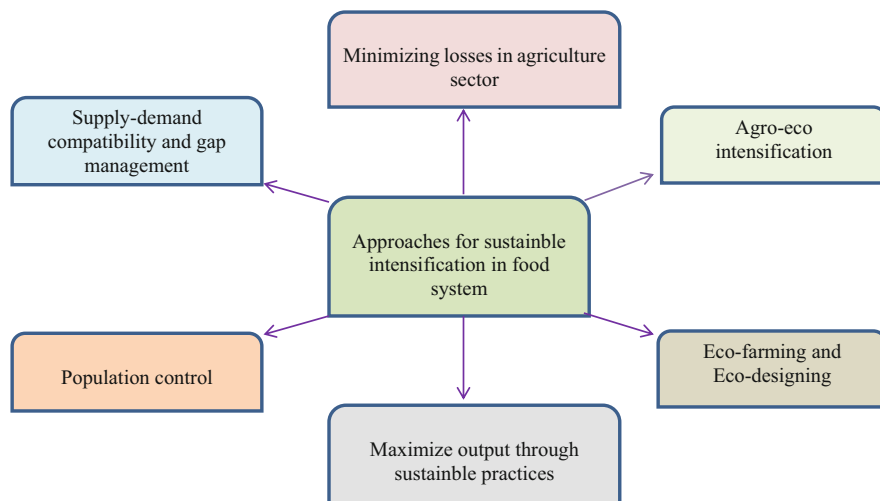 Minimizing losses in agriculture
sector
Supply-demand
compatibility and gap
management
Agro-eco
intensification
Approaches for sustainble
intensification in food
system
Population control
Eco-farming and
Eco-designing
Maximize output through
sustainble practices